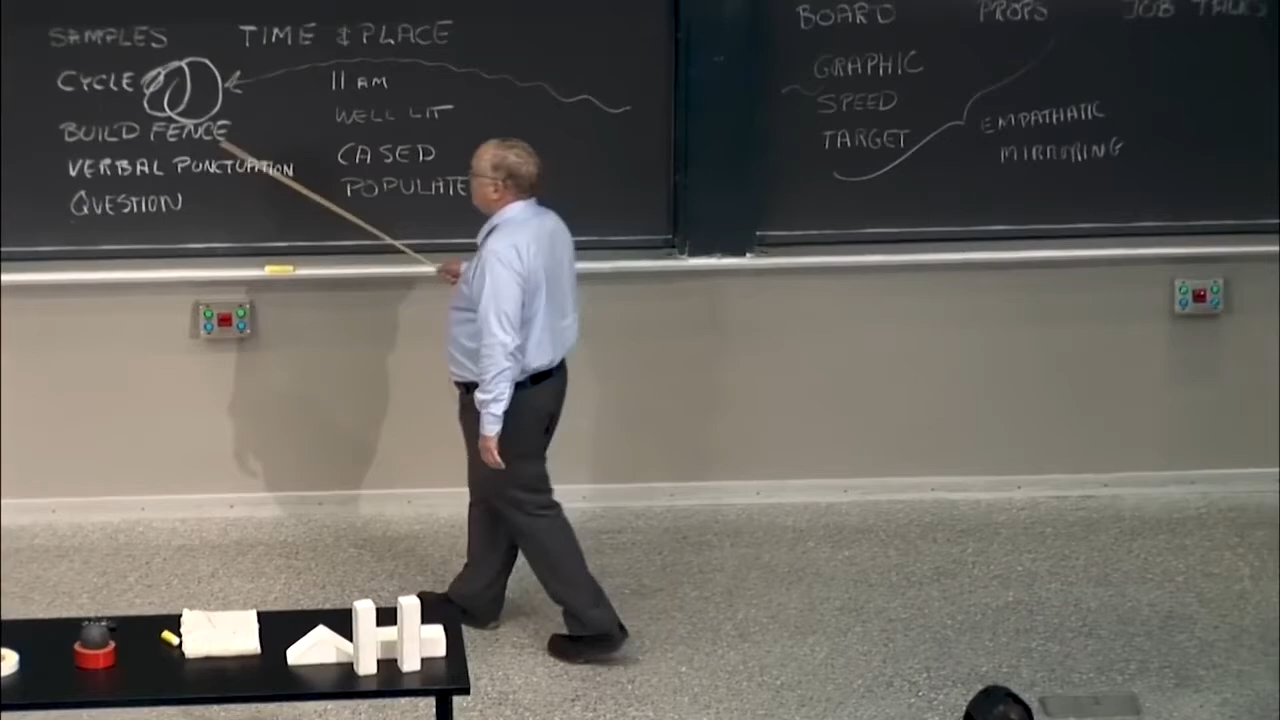 SAMPLES
CYCLE
BUILD FENCE
VERBAL PUNCTUATION
QUESTION
TIME & PLACE
11 AM
WELL LIT
CASED
POPULATE
BOARD
GRAPHIC
SPEED
TARGET
PROPS
EMPATHATIC
MIRRORING
JOB TALKS